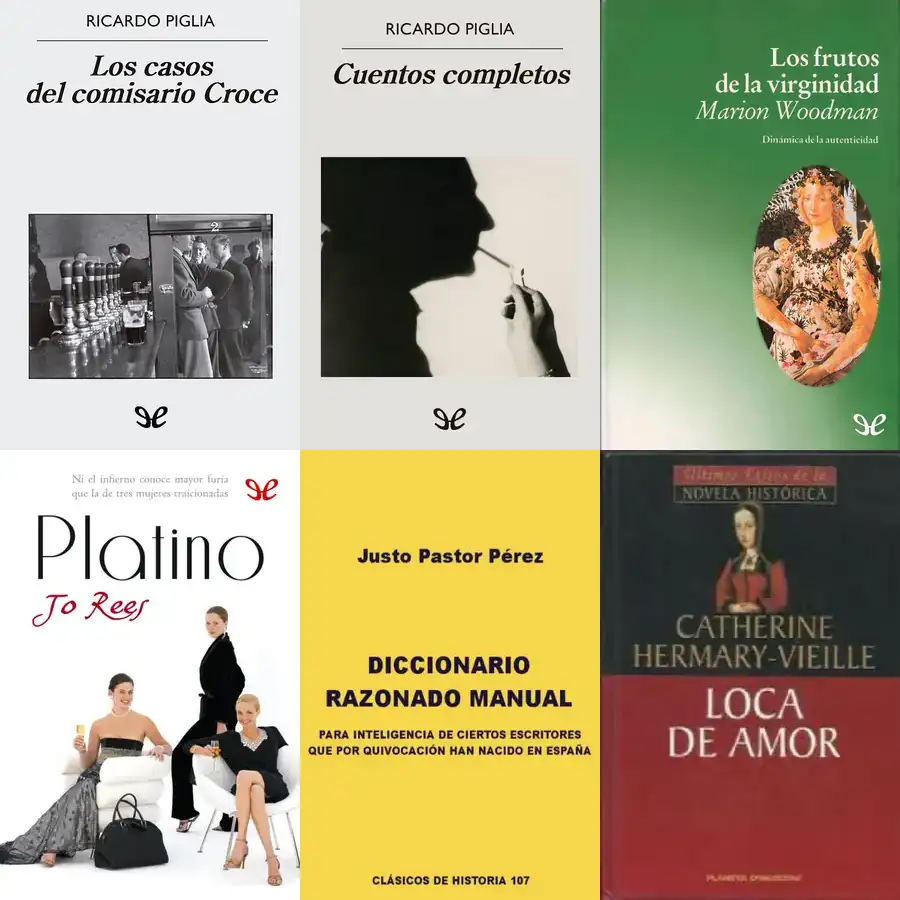 RICARDO PIGLIA
Los casos
del comisario Croce
2
RICARDO PIGLIA
Cuentos completos
Los frutos
de la virginidad
Marion Woodman
Dinámica de la autenticidad
Ni el infierno conoce mayor furia
que la de tres mujeres traicionadas
Platino
Jo Rees
Justo Pastor Pérez
DICCIONARIO
RAZONADO MANUAL
PARA INTELIGENCIA DE CIERTOS ESCRITORES
QUE POR QUIVOCACIÓN HAN NACIDO EN ESPAÑA
CLÁSICOS DE HISTORIA 107
Últimos Éxitos de la
NOVELA HISTÓRICA
CATHERINE
HERMARY-VIEILLE
LOCA
DE AMOR
PLANETA DEAGOSTINI